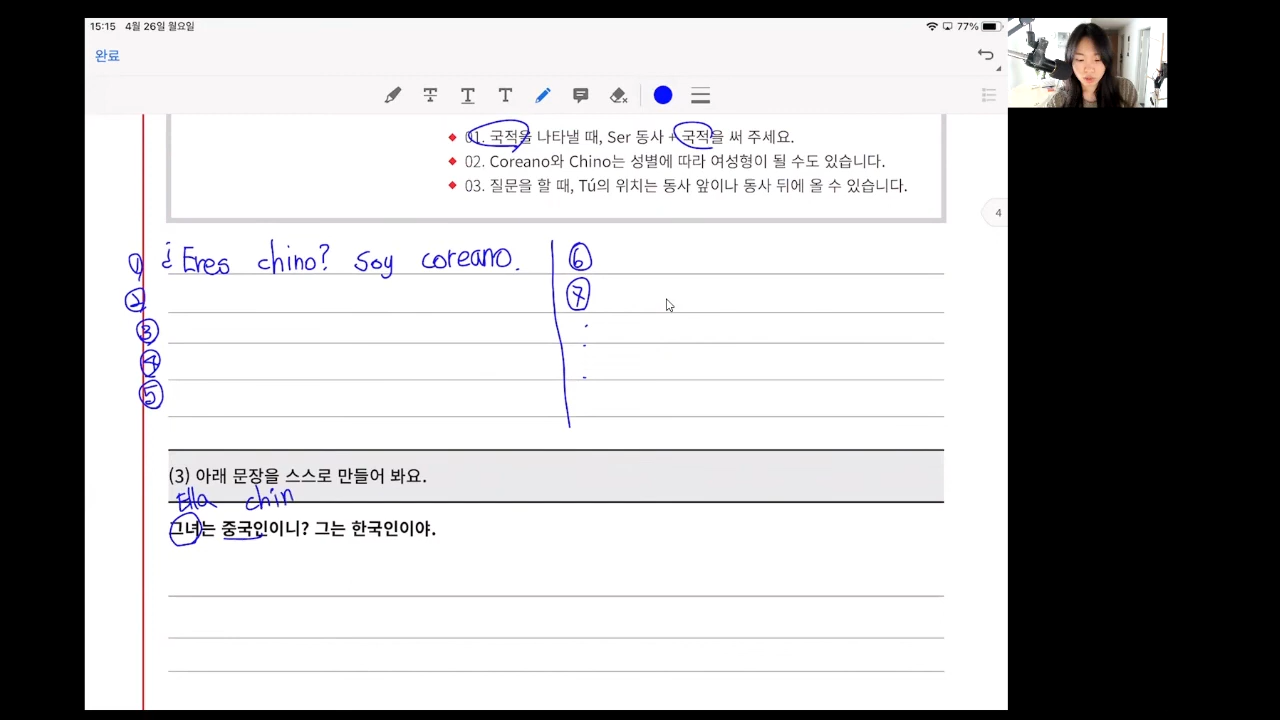 15:15 4월 26일 월요일
77%
완료
01. 국적을 나타낼 때, Ser 동사 + 국적을 써 주세요.
02. Coreano와 Chino는 성별에 따라 여성형이 될 수도 있습니다.
03. 질문을 할 때, Tú의 위치는 동사 앞이나 동사 뒤에 올 수 있습니다.
4
① ¿Eres chino? Soy coreano. ⑥
② ⑦
③
④
⑤
(3) 아래 문장을 스스로 만들어 봐요.
Ella chin
그녀는 중국인이니? 그는 한국인이야.